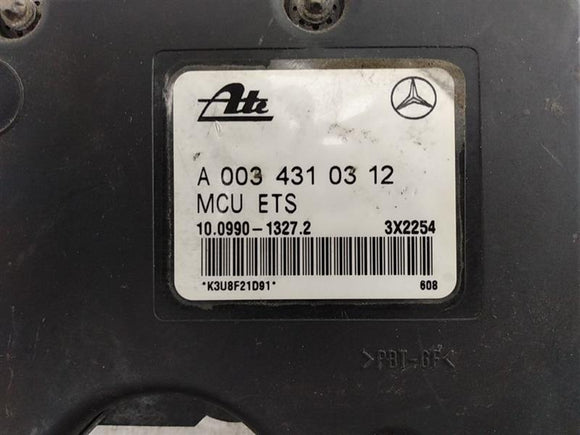 Ate
A 003 431 03 12
MCU ETS
10.0990-1327.2 3X2254
*K3U8F21D91* 608
>PBT-GF<